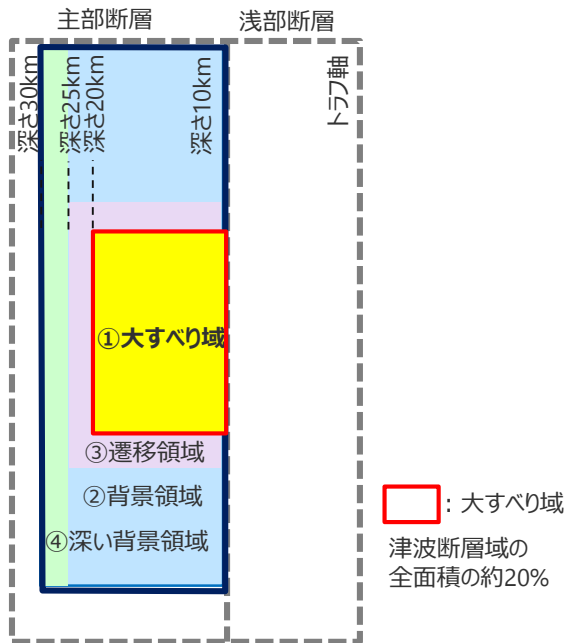 主部断層
浅部断層
深さ30km
深さ25km
深さ20km
深さ10km
トラフ軸
①大すべり域
③遷移領域
②背景領域
④深い背景領域
：大すべり域
津波断層域の
全面積の約20%